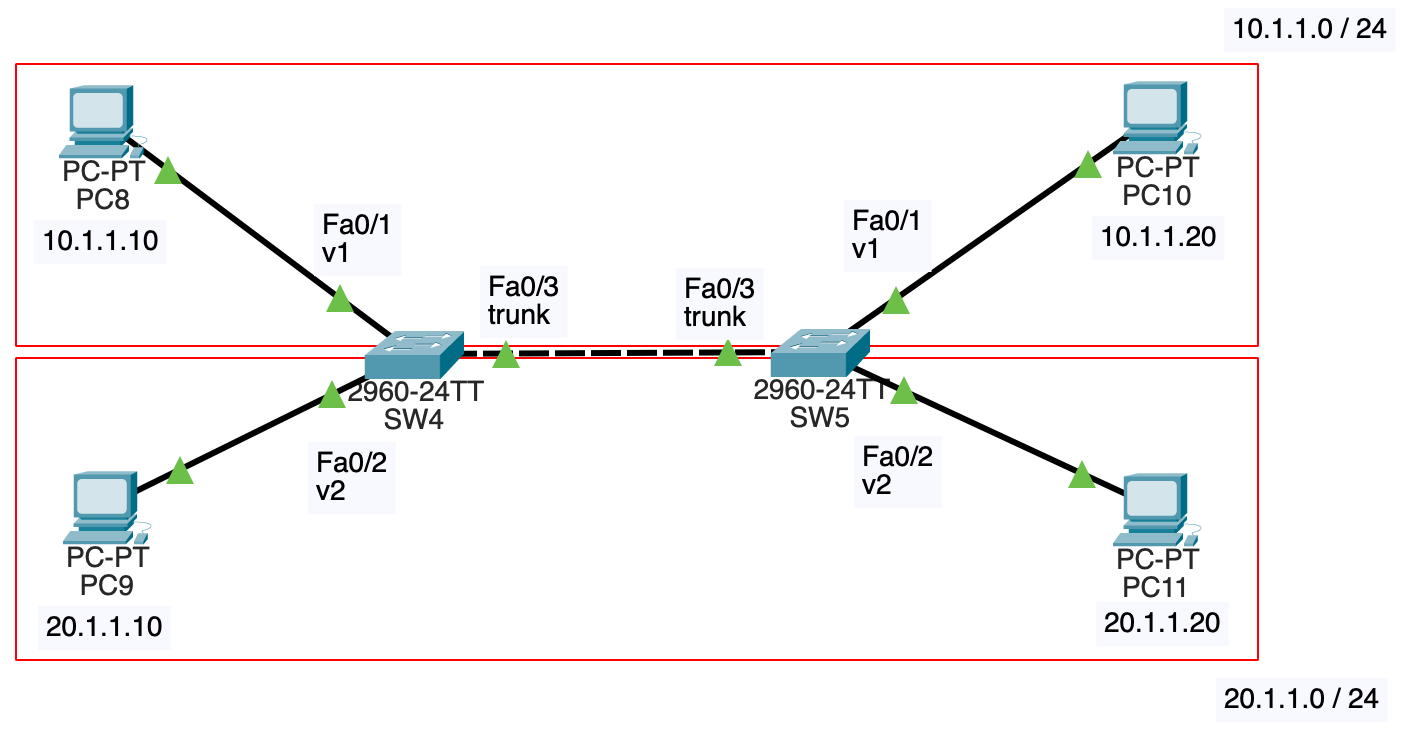 10.1.1.0 / 24
PC-PT
PC8
10.1.1.10
Fa0/1
v1
Fa0/3
trunk
Fa0/3
trunk
Fa0/1
v1
PC-PT
PC10
10.1.1.20
2960-24TT
SW4
2960-24TT
SW5
Fa0/2
v2
Fa0/2
v2
PC-PT
PC9
20.1.1.10
PC-PT
PC11
20.1.1.20
20.1.1.0 / 24